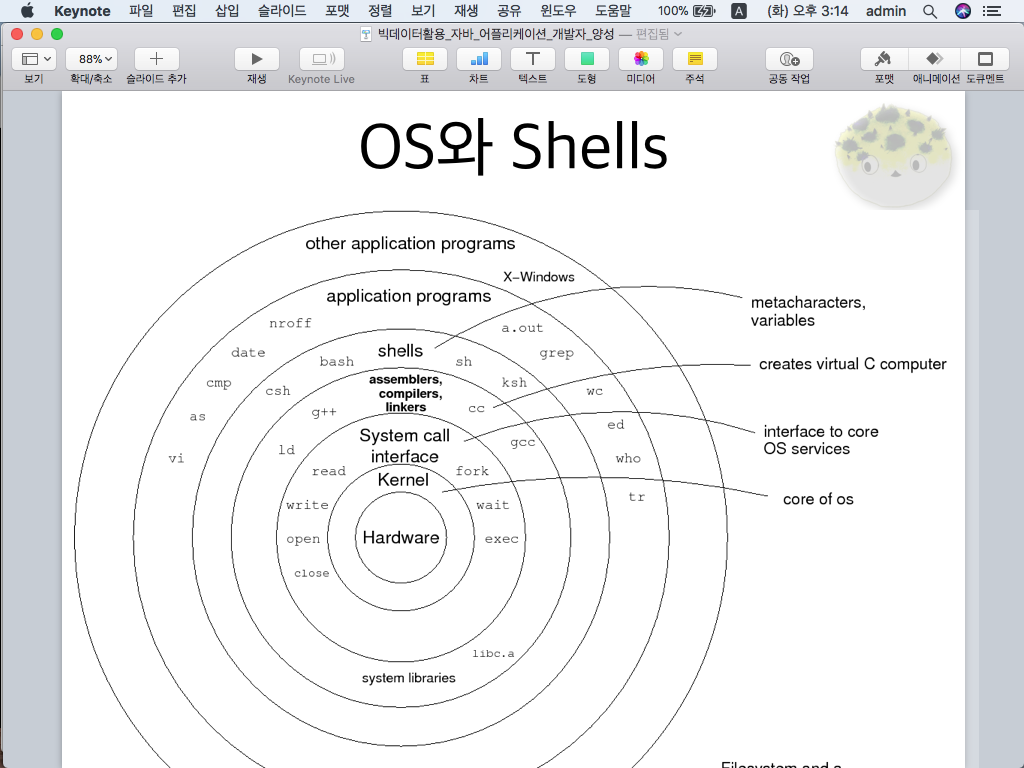 Keynote 파일 편집 삽입 슬라이드 포맷 정렬 보기 재생 공유 윈도우 도움말 100% A (화) 오후 3:14 admin
빅데이터활용_자바_어플리케이션_개발자_양성 — 편집됨
88%
보기 확대/축소 슬라이드 추가 재생 Keynote Live 표 차트 텍스트 도형 미디어 주석 공동 작업 포맷 애니메이션 도큐멘트
OS와 Shells
other application programs
X-Windows
application programs
metacharacters,
variables
nroff
a.out
date
bash
shells
sh
grep
creates virtual C computer
cmp
csh
assemblers,
compilers,
linkers
ksh
wc
as
g++
cc
ed
System call
interface
interface to core
OS services
ld
gcc
vi
who
read
fork
Kernel
tr
core of os
write
wait
open
Hardware
exec
close
libc.a
system libraries
Filesystem and a